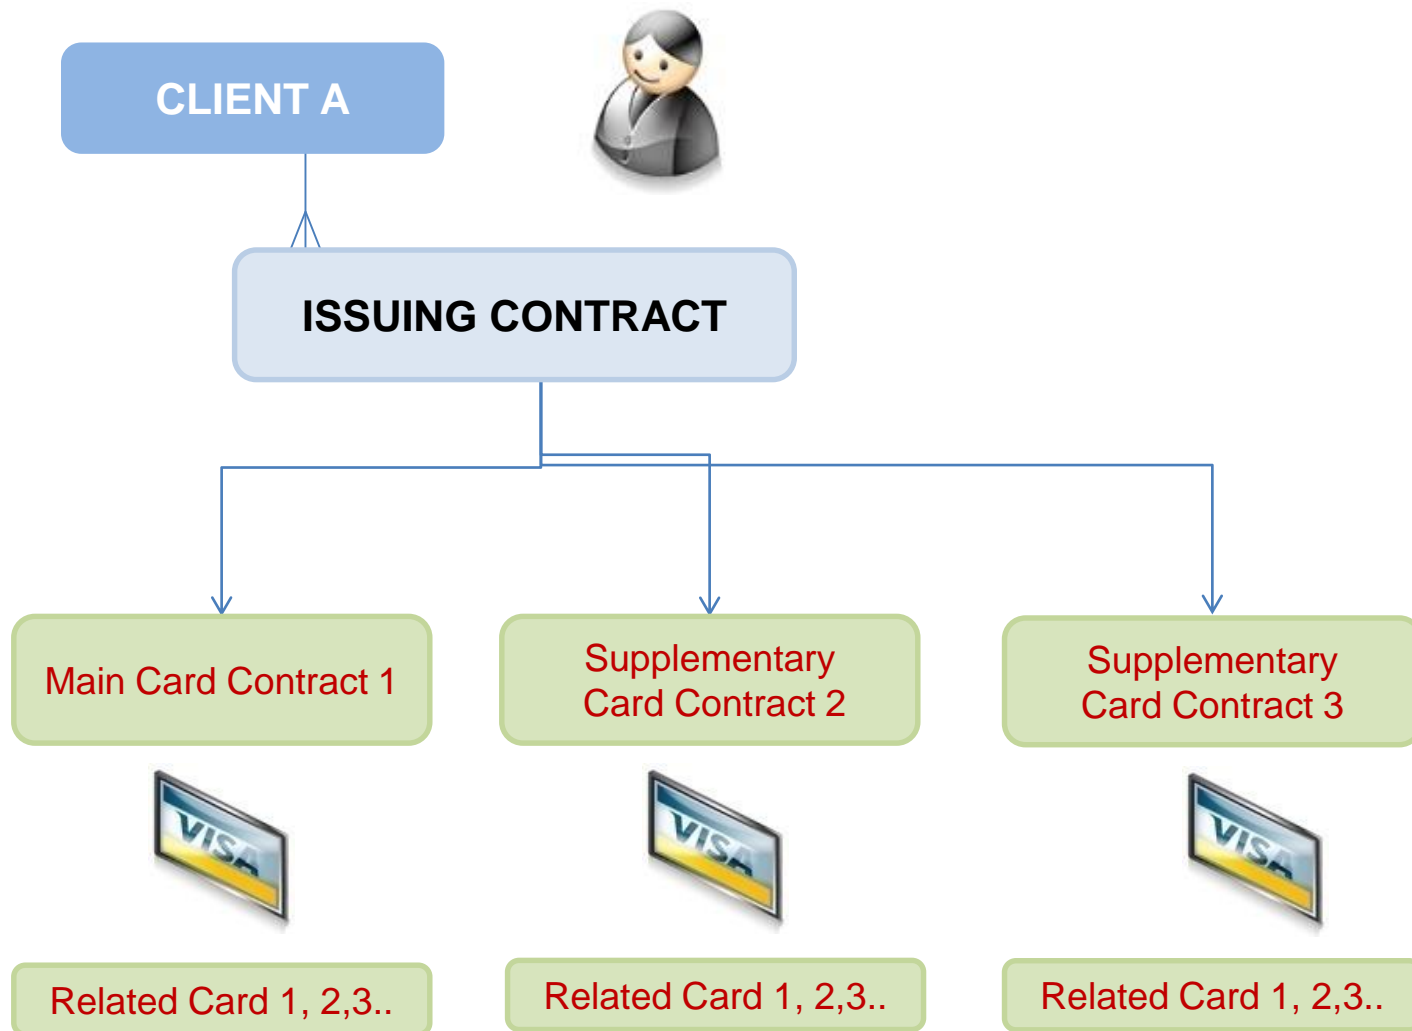 CLIENT A
ISSUING CONTRACT
Main Card Contract 1
Supplementary
Card Contract 2
Supplementary
Card Contract 3
VISA
VISA
VISA
Related Card 1, 2,3..
Related Card 1, 2,3..
Related Card 1, 2,3..